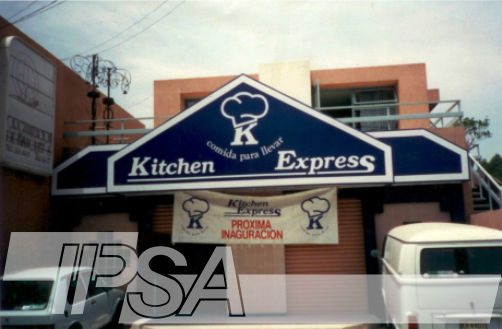 K
comida para llevar
Kitchen Express
K Kitchen Express K
PROXIMA
INAGURACION
IPSA